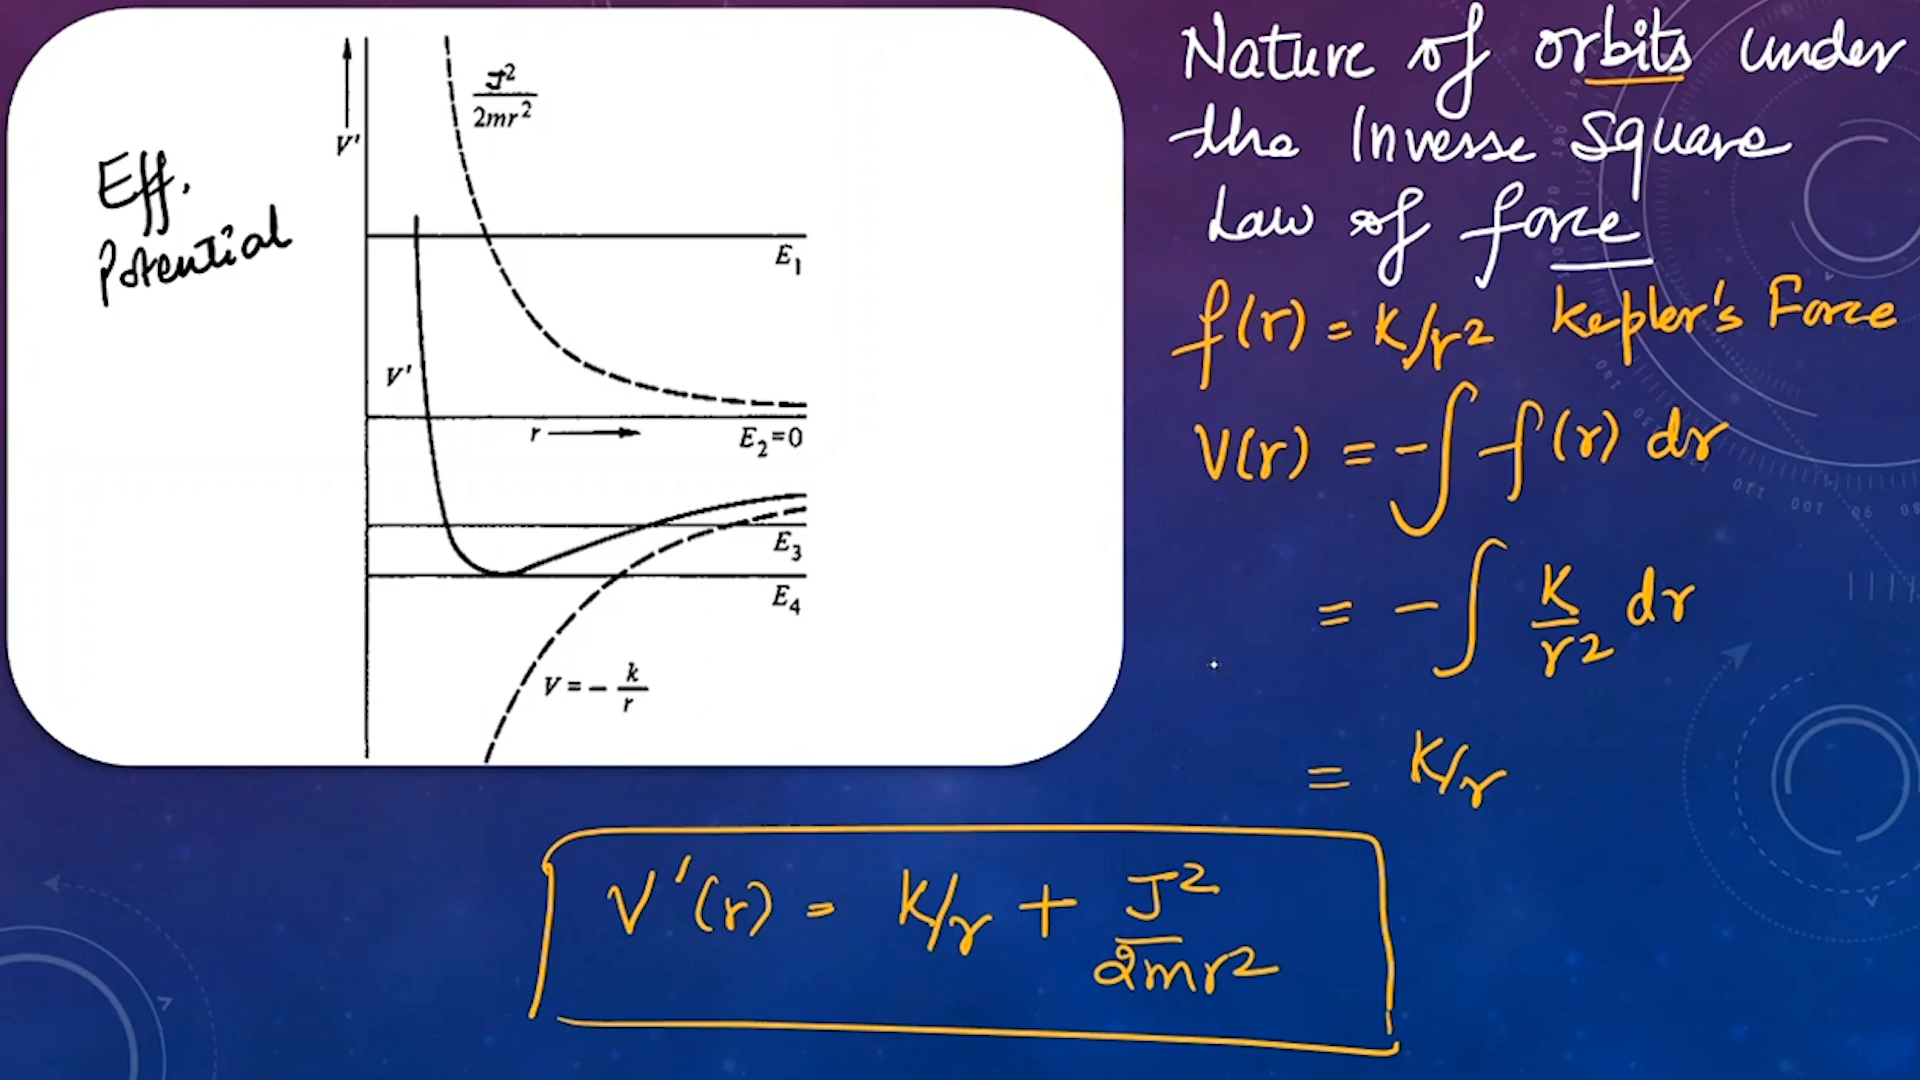 Eff.
Potential
V'
J²/2mr²
E₁
V'
r
E₂=0
E₃
E₄
V = - k/r
Nature of orbits under
the Inverse Square
Law of force
f(r) = K/r² Kepler's Force
V(r) = -∫ f(r) dr
= -∫ K/r² dr
= K/r
V'(r) = K/r + J²/2mr²